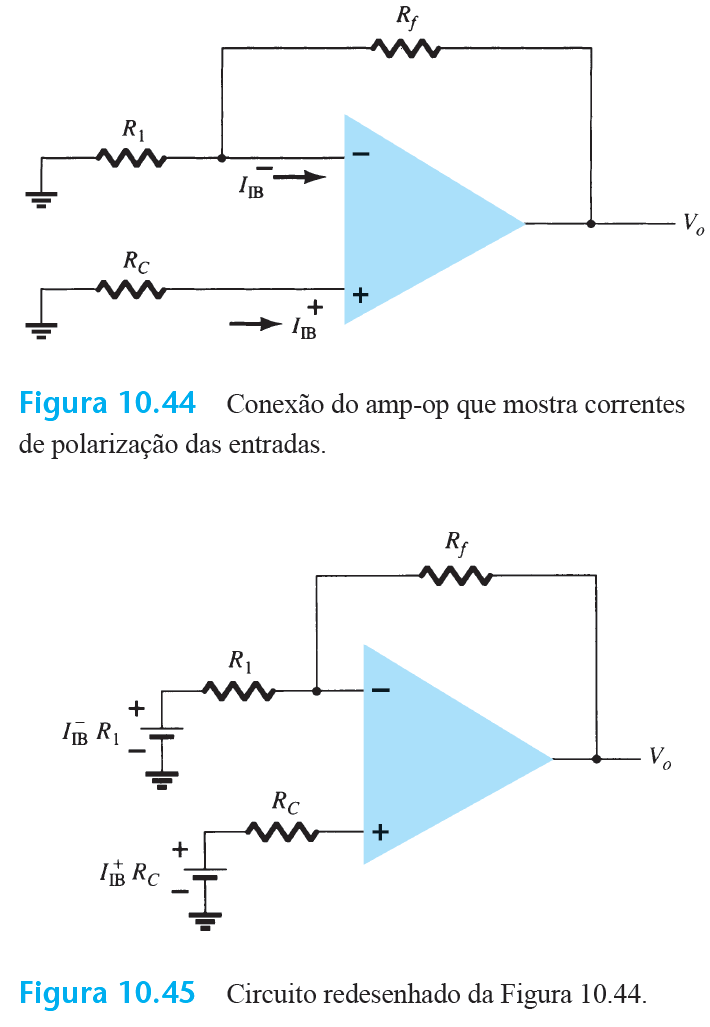 R_f
R_1
−
I_IB^−
V_o
R_C
+
I_IB^+
Figura 10.44 Conexão do amp-op que mostra correntes
de polarização das entradas.
R_f
R_1
+
−
I_IB^− R_1
−
V_o
R_C
+
+
I_IB^+ R_C
−
Figura 10.45 Circuito redesenhado da Figura 10.44.